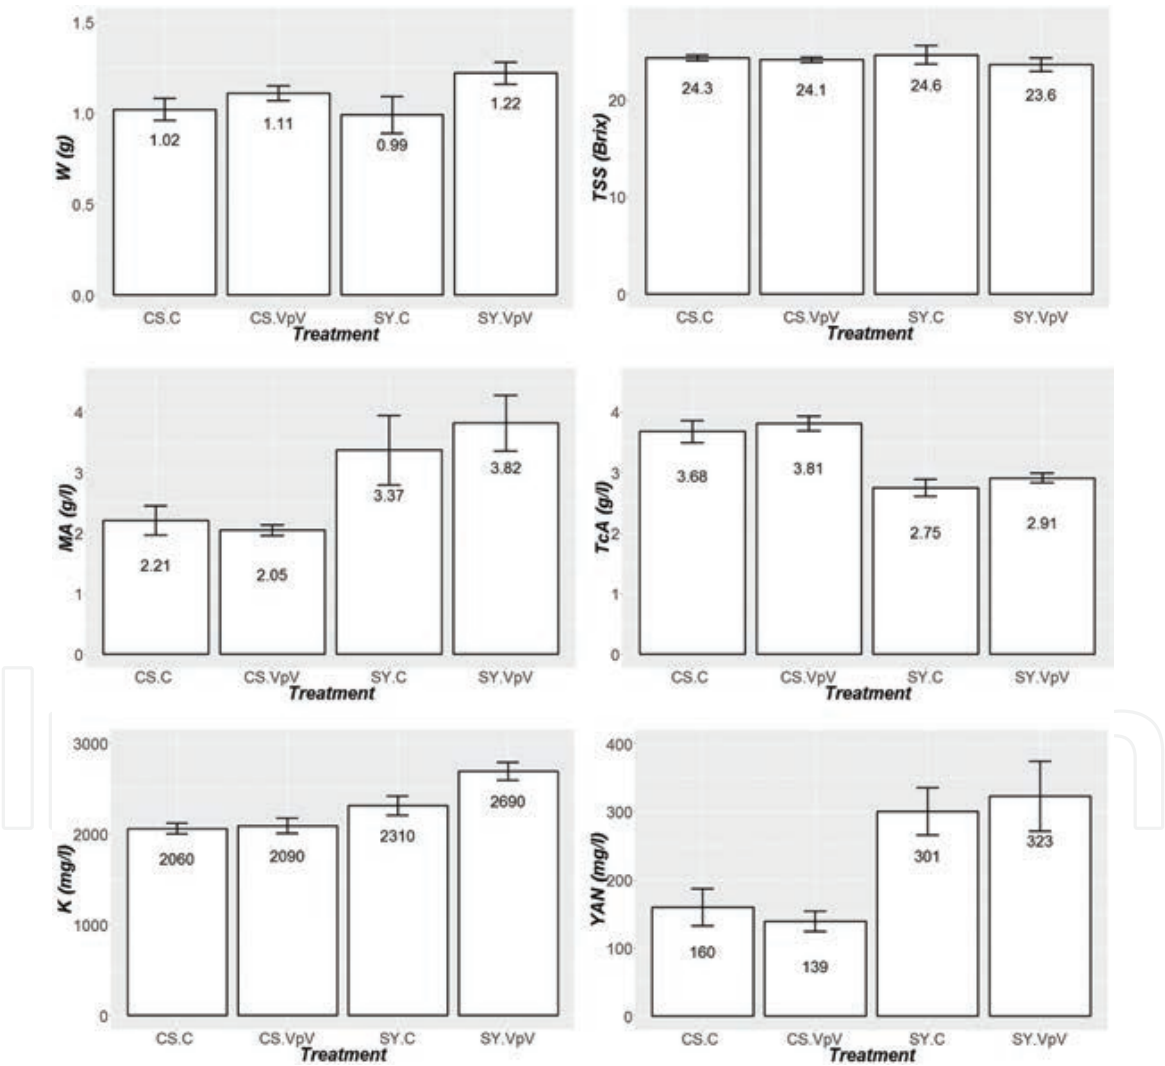 1.5
1.0
0.5
0.0
W (g)
1.02
1.11
0.99
1.22
CS.C CS.VpV SY.C SY.VpV
Treatment
20
10
0
TSS (Brix)
24.3
24.1
24.6
23.6
CS.C CS.VpV SY.C SY.VpV
Treatment
4
3
2
1
0
MA (g/l)
2.21
2.05
3.37
3.82
CS.C CS.VpV SY.C SY.VpV
Treatment
4
3
2
1
0
TcA (g/l)
3.68
3.81
2.75
2.91
CS.C CS.VpV SY.C SY.VpV
Treatment
3000
2000
1000
0
K (mg/l)
2060
2090
2310
2690
CS.C CS.VpV SY.C SY.VpV
Treatment
400
300
200
100
0
YAN (mg/l)
160
139
301
323
CS.C CS.VpV SY.C SY.VpV
Treatment